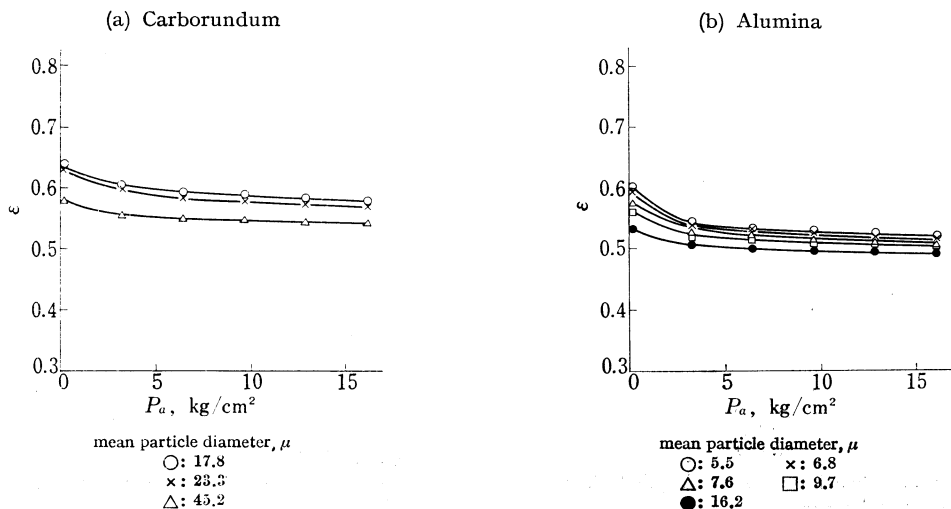 (a) Carborundum
0.8
0.7
0.6
0.5
0.4
0.3
ε
0 5 10 15
Pa, kg/cm²
mean particle diameter, μ
○: 17.8
×: 23.3
△: 45.2
(b) Alumina
0.8
0.7
0.6
0.5
0.4
0.3
ε
0 5 10 15
Pa, kg/cm²
mean particle diameter, μ
○: 5.5 ×: 6.8
△: 7.6 □: 9.7
●: 16.2